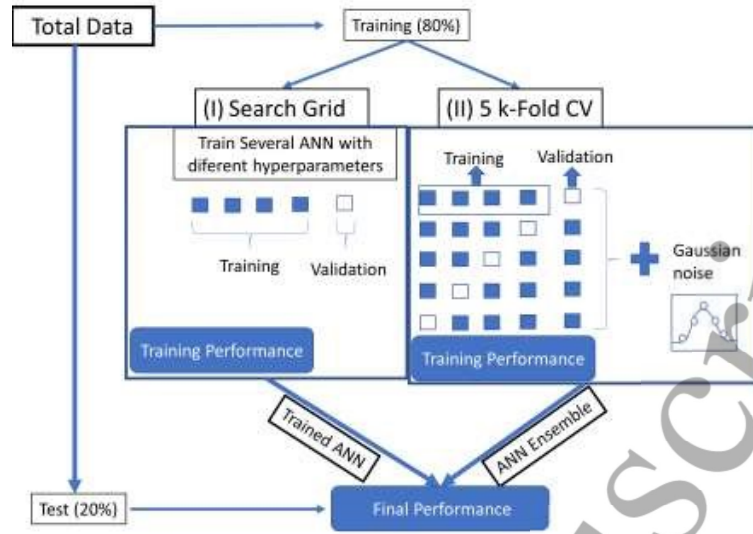 Total Data
Training (80%)
(I) Search Grid
(II) 5 k-Fold CV
Train Several ANN with
diferent hyperparameters
Training
Validation
Training
Validation
Gaussian
noise
Training Performance
Training Performance
Trained ANN
ANN Ensemble
Test (20%)
Final Performance